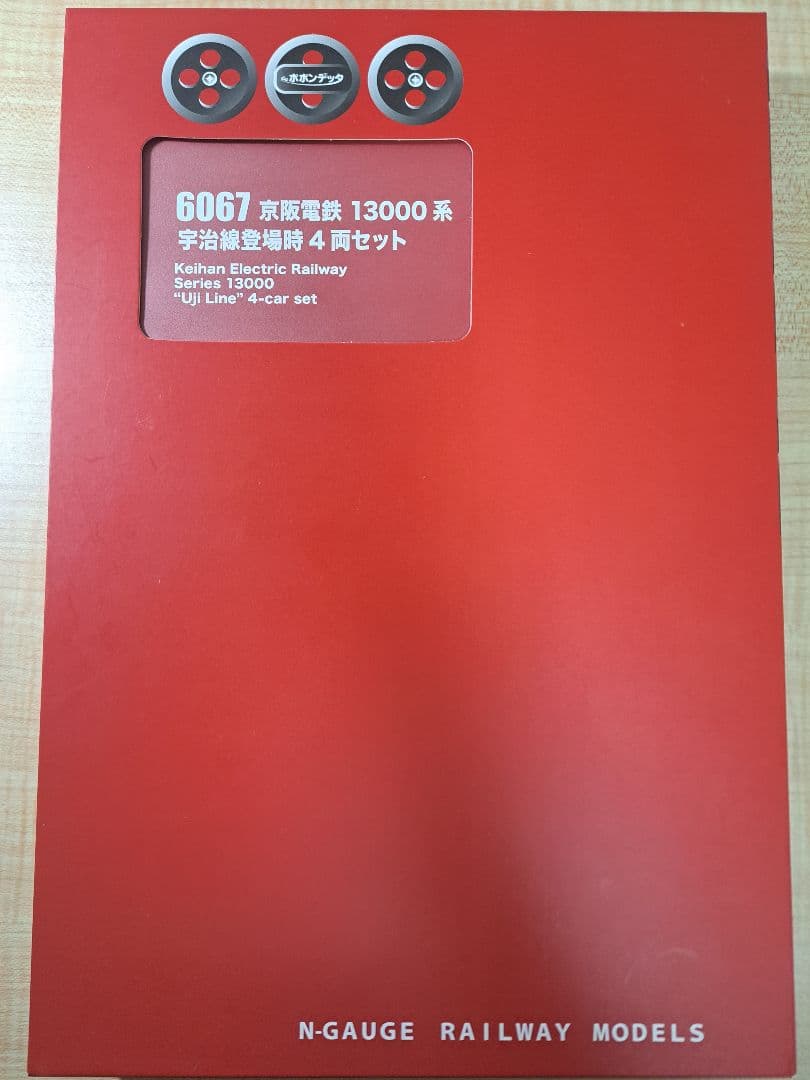 ポポンデッタ
6067 京阪電鉄 13000 系
宇治線登場時 4 両セット
Keihan Electric Railway
Series 13000
“Uji Line” 4-car set
N-GAUGE RAILWAY MODELS